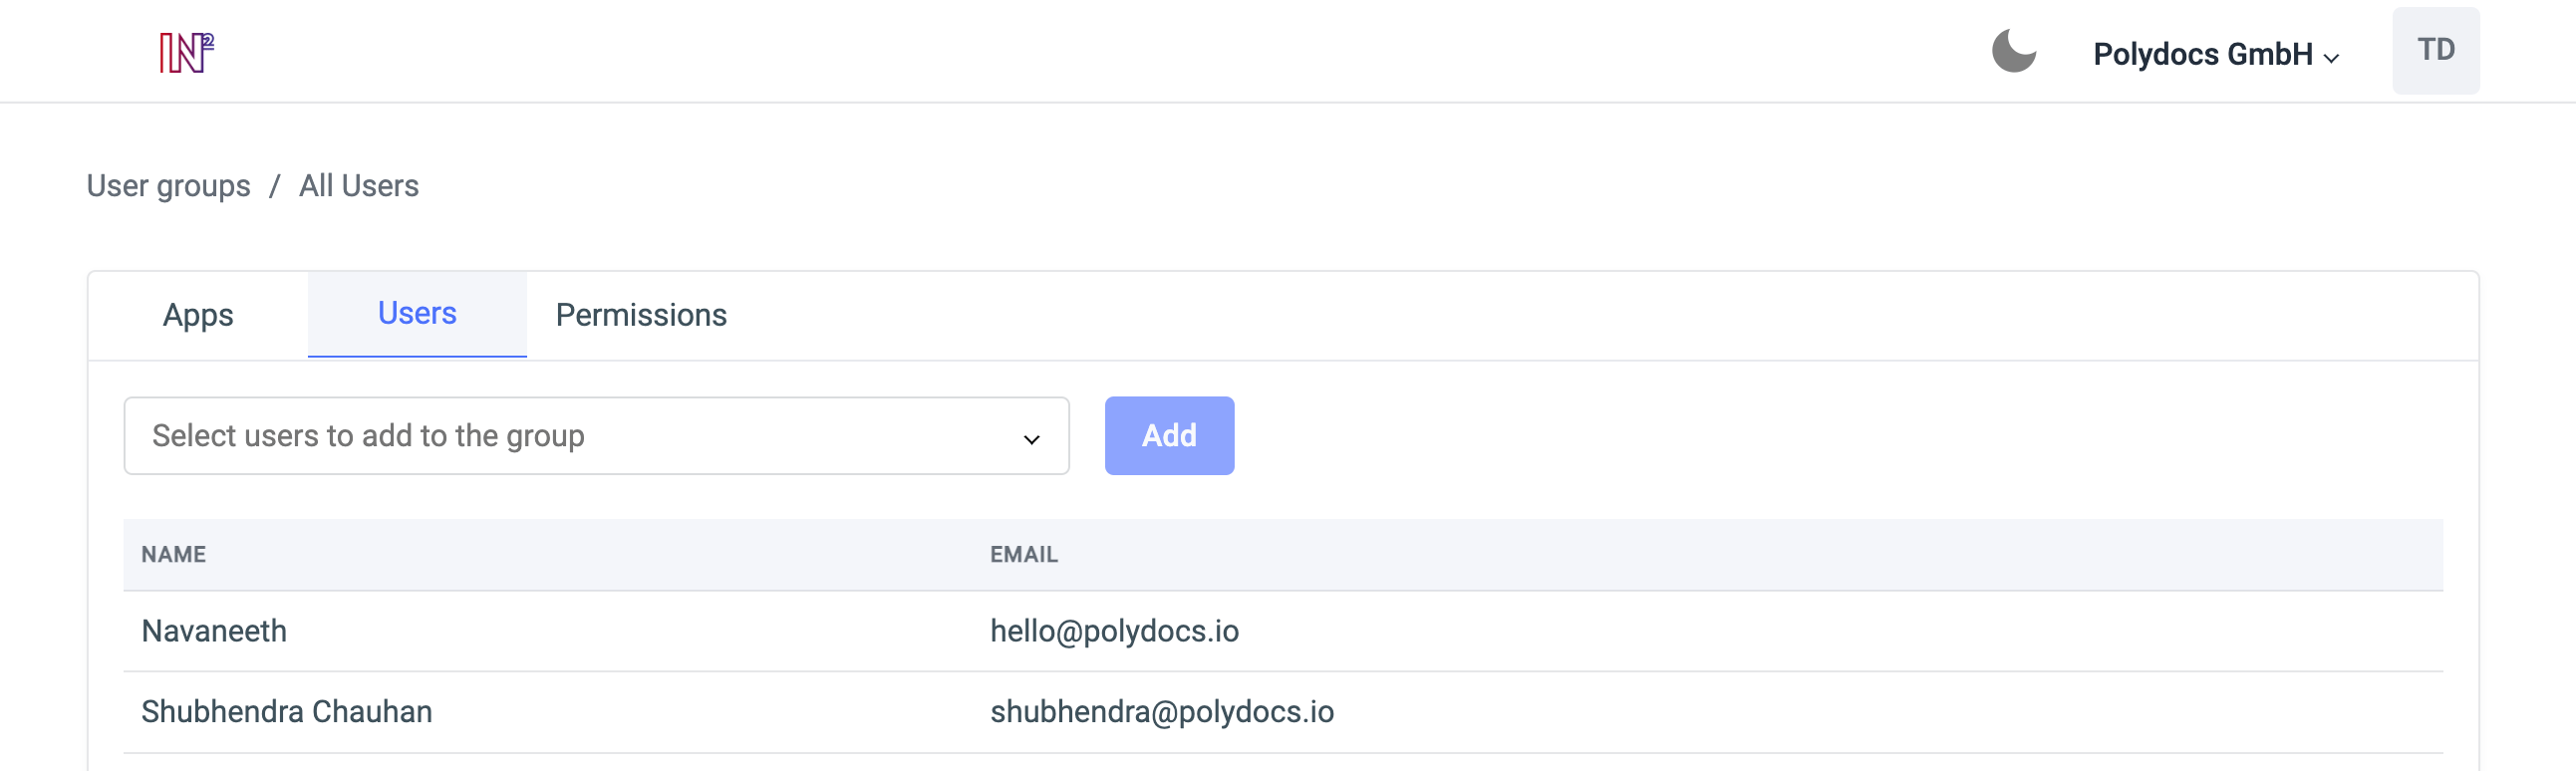 IN²
Polydocs GmbH
TD
User groups / All Users
Apps Users Permissions
Select users to add to the group
Add
NAME EMAIL
Navaneeth hello@polydocs.io
Shubhendra Chauhan shubhendra@polydocs.io